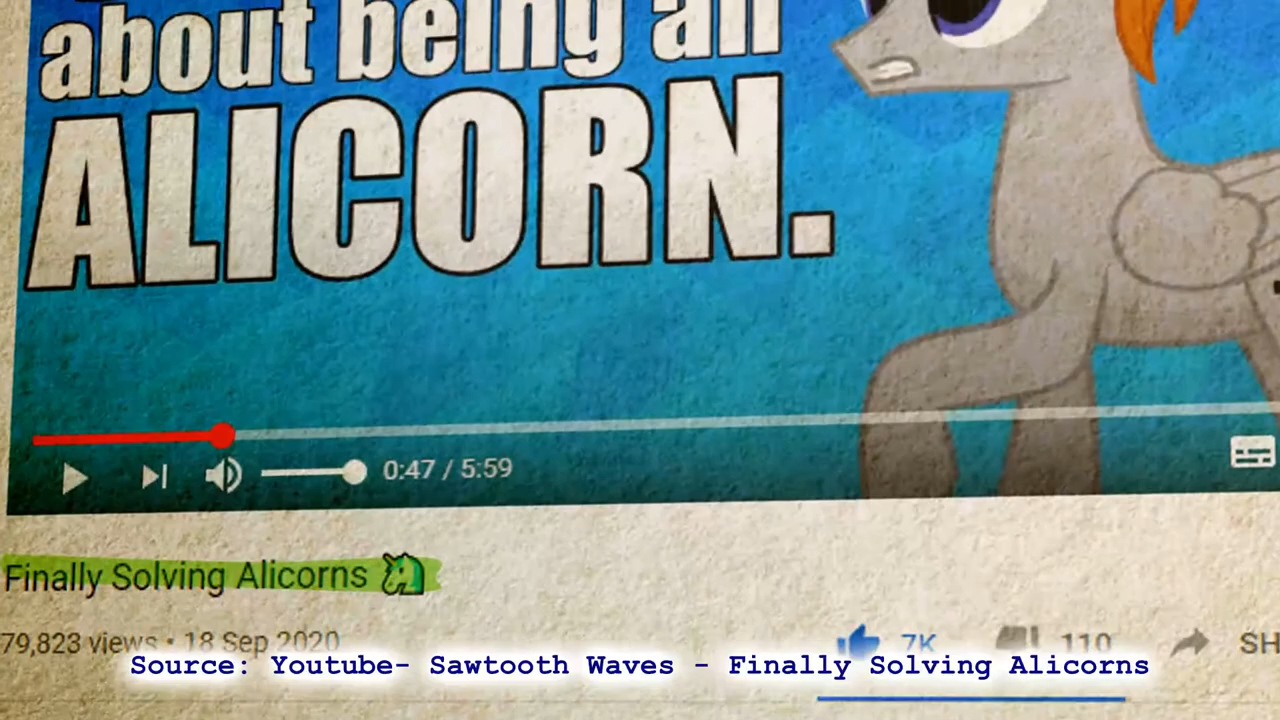 about being an
ALICORN.
0:47 / 5:59
Finally Solving Alicorns
79,823 views • 18 Sep 2020
7K
110
SH
Source: Youtube- Sawtooth Waves - Finally Solving Alicorns